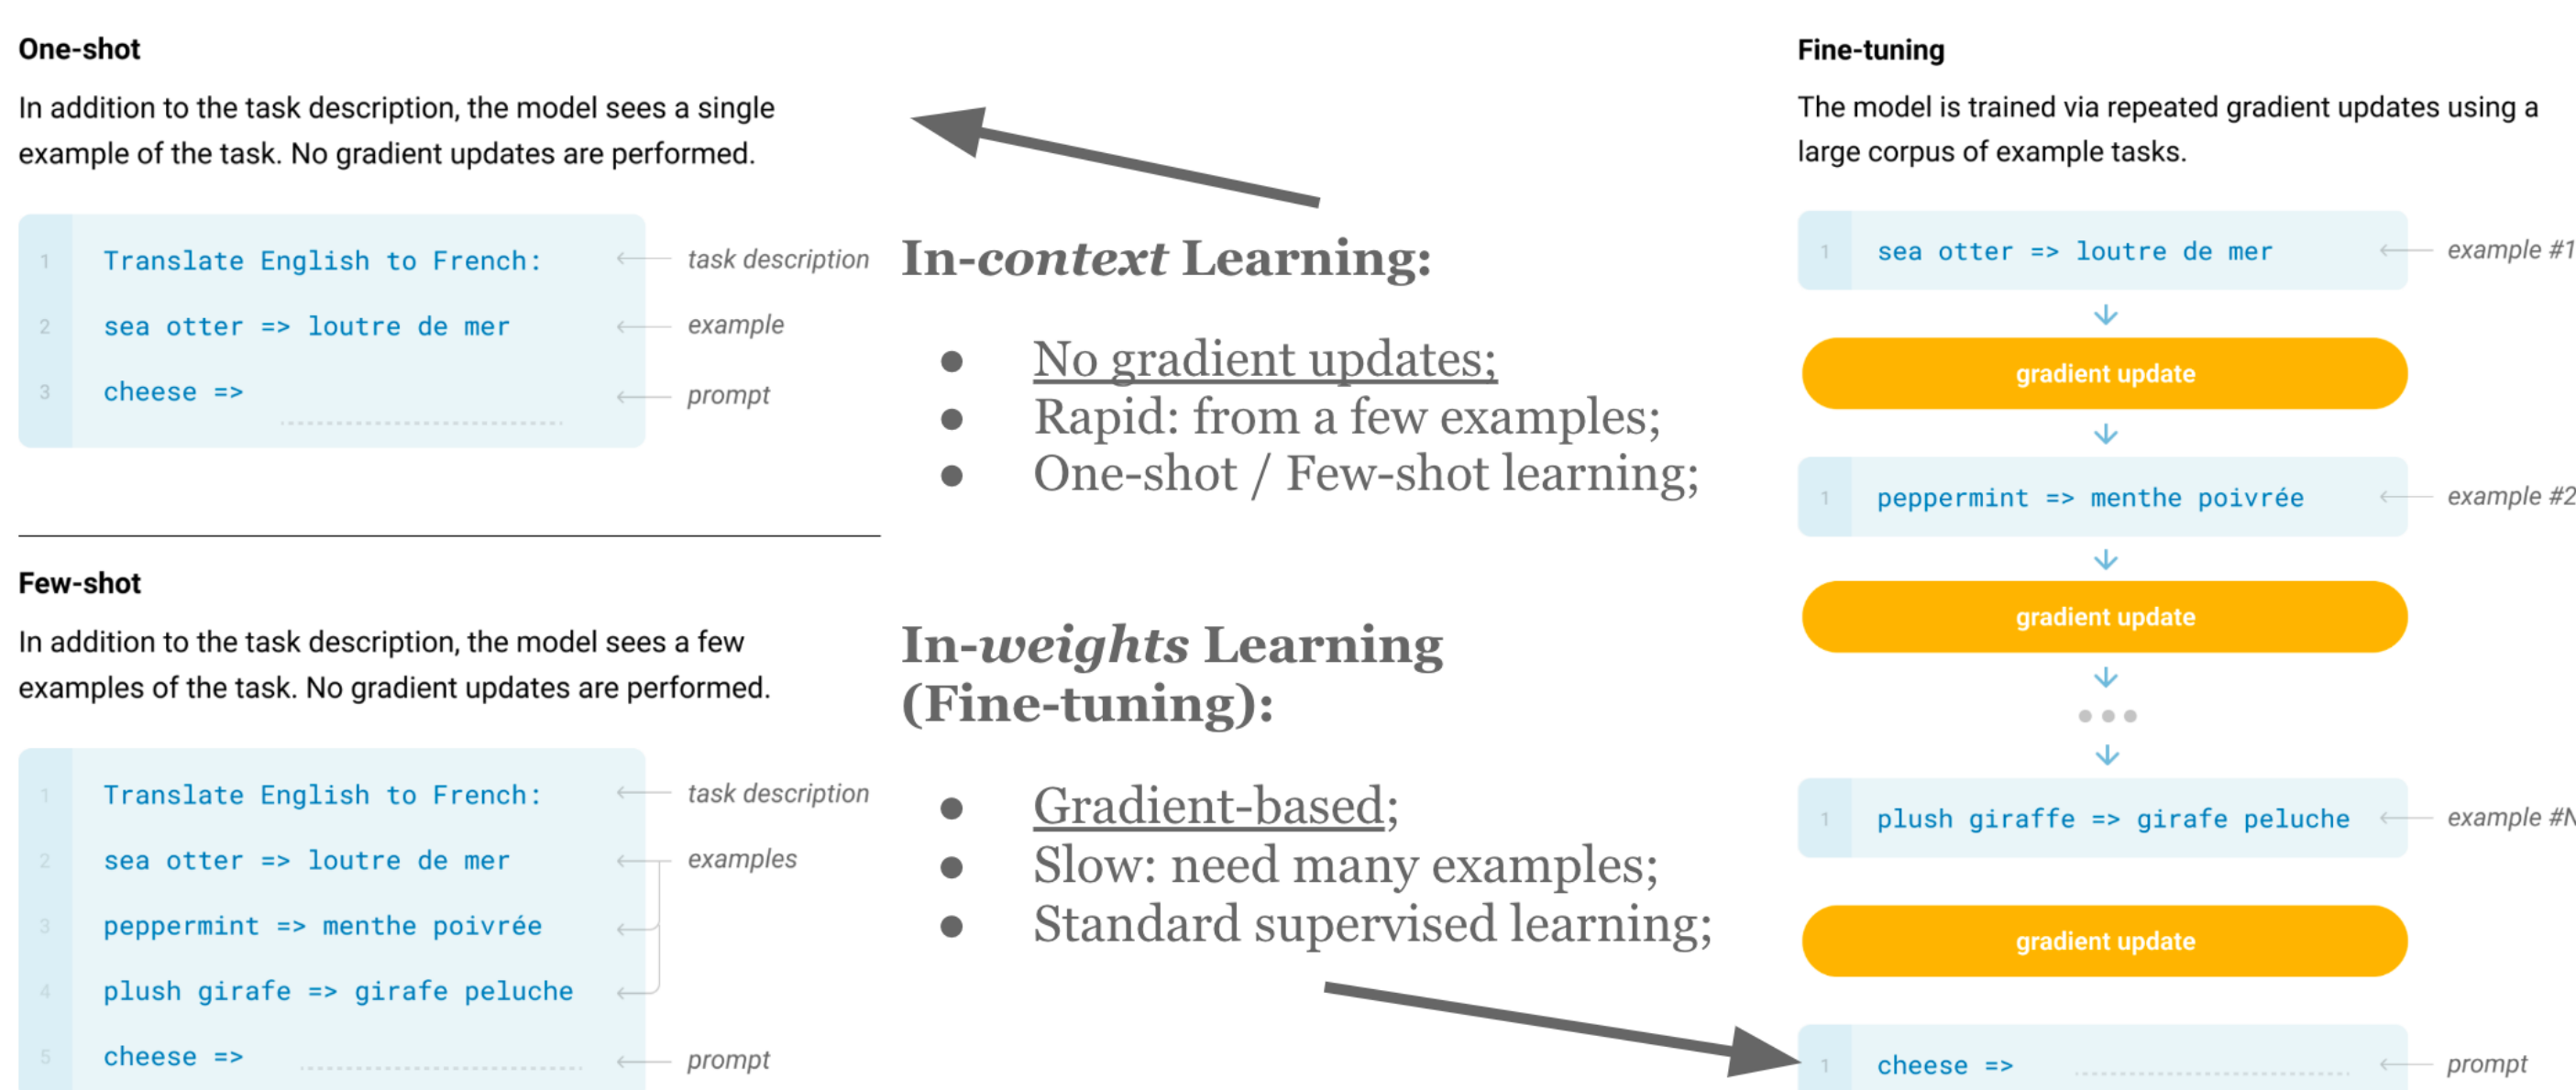 One-shot
In addition to the task description, the model sees a single
example of the task. No gradient updates are performed.
1 Translate English to French: task description
2 sea otter => loutre de mer example
3 cheese => prompt
Few-shot
In addition to the task description, the model sees a few
examples of the task. No gradient updates are performed.
1 Translate English to French: task description
2 sea otter => loutre de mer examples
3 peppermint => menthe poivrée
4 plush girafe => girafe peluche
5 cheese => prompt
In-context Learning:
● No gradient updates;
● Rapid: from a few examples;
● One-shot / Few-shot learning;
In-weights Learning
(Fine-tuning):
● Gradient-based;
● Slow: need many examples;
● Standard supervised learning;
Fine-tuning
The model is trained via repeated gradient updates using a
large corpus of example tasks.
1 sea otter => loutre de mer example #1
gradient update
1 peppermint => menthe poivrée example #2
gradient update
1 plush giraffe => girafe peluche example #N
gradient update
1 cheese => prompt